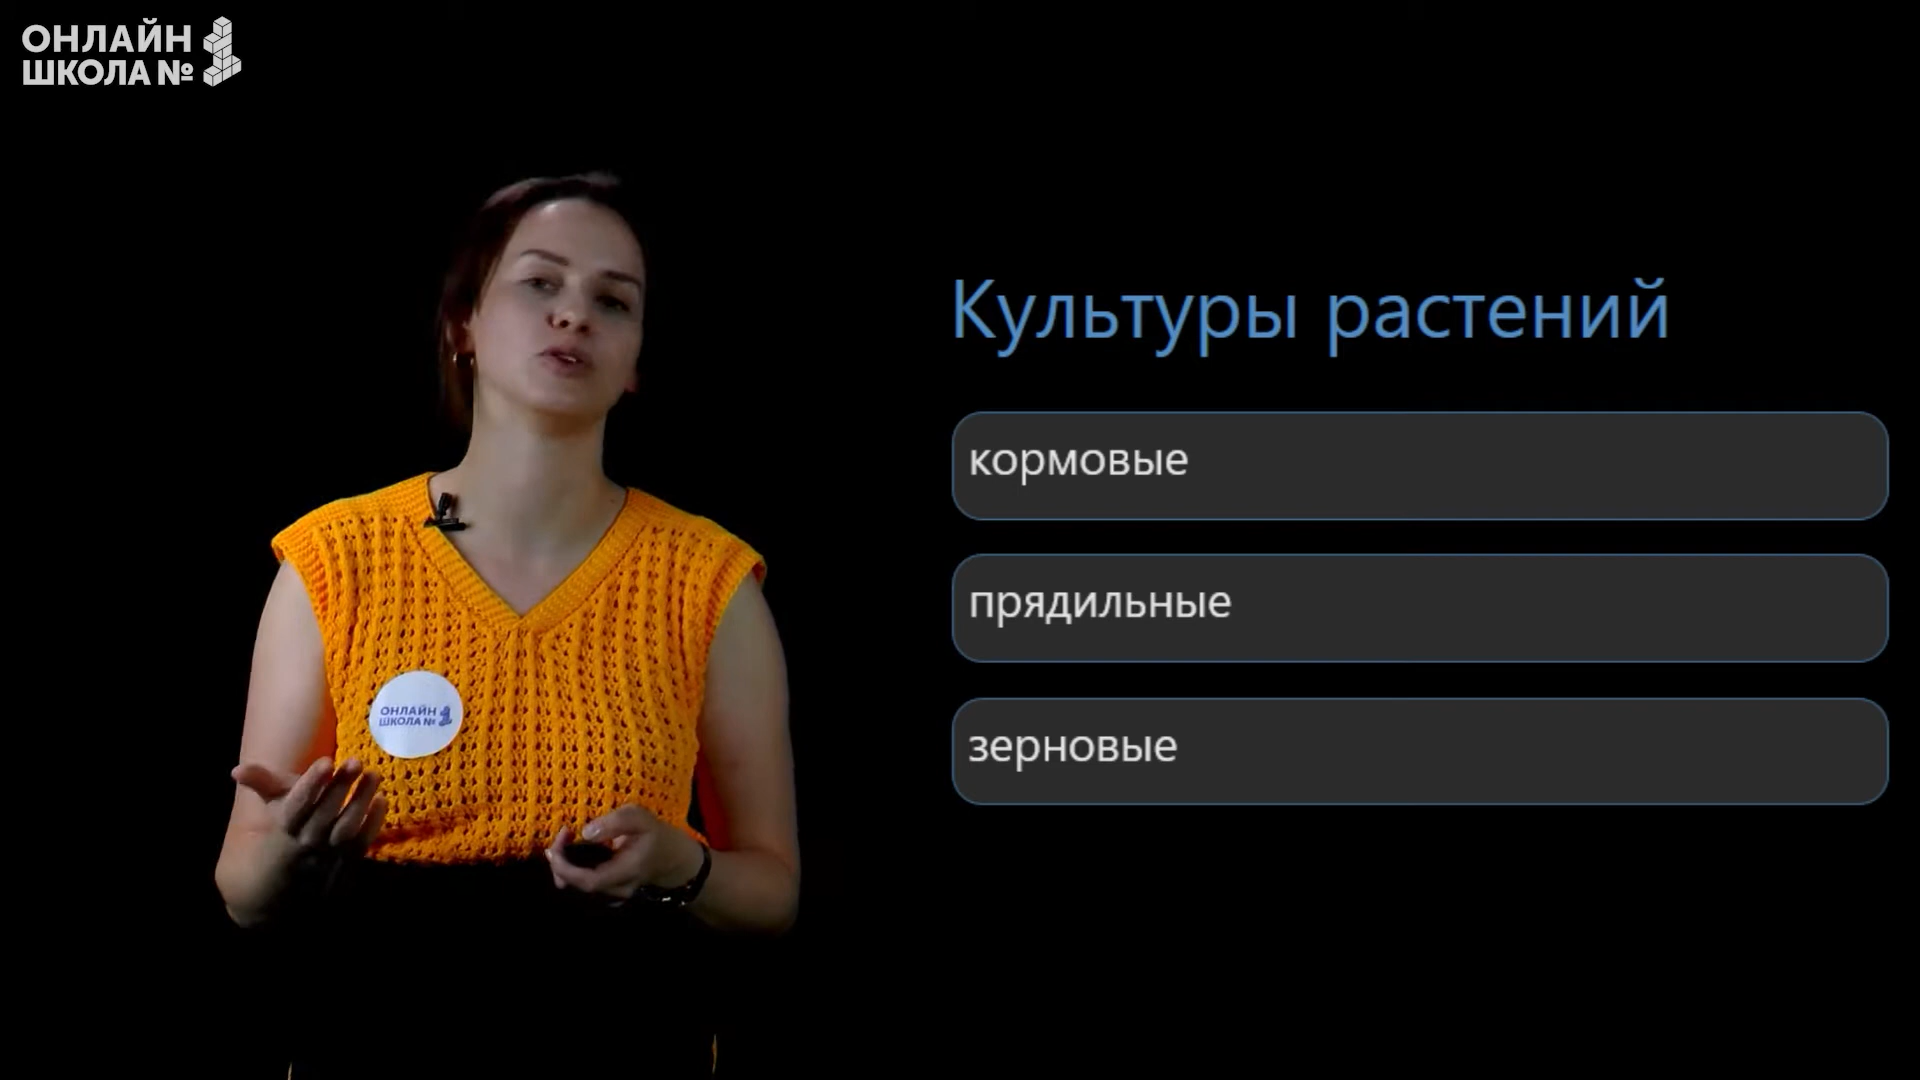 ОНЛАЙН
ШКОЛА №
Культуры растений
кормовые
прядильные
зерновые
ОНЛАЙН
ШКОЛА №